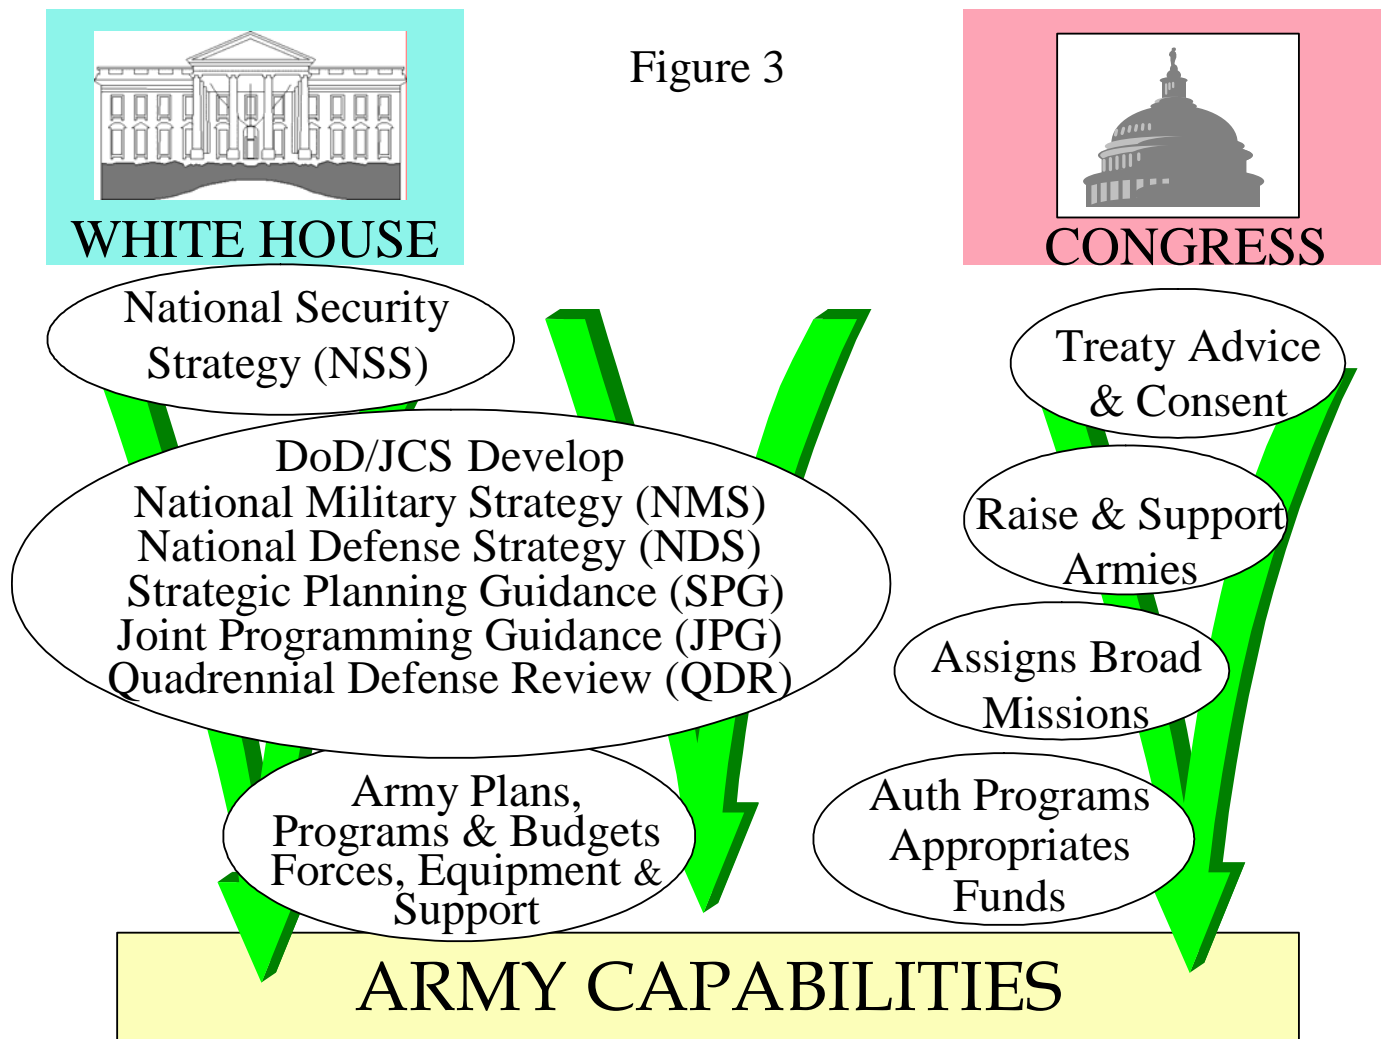 Figure 3
WHITE HOUSE
National Security
Strategy (NSS)
DoD/JCS Develop
National Military Strategy (NMS)
National Defense Strategy (NDS)
Strategic Planning Guidance (SPG)
Joint Programming Guidance (JPG)
Quadrennial Defense Review (QDR)
Army Plans,
Programs & Budgets
Forces, Equipment &
Support
CONGRESS
Treaty Advice
& Consent
Raise & Support
Armies
Assigns Broad
Missions
Auth Programs
Appropriates
Funds
ARMY CAPABILITIES